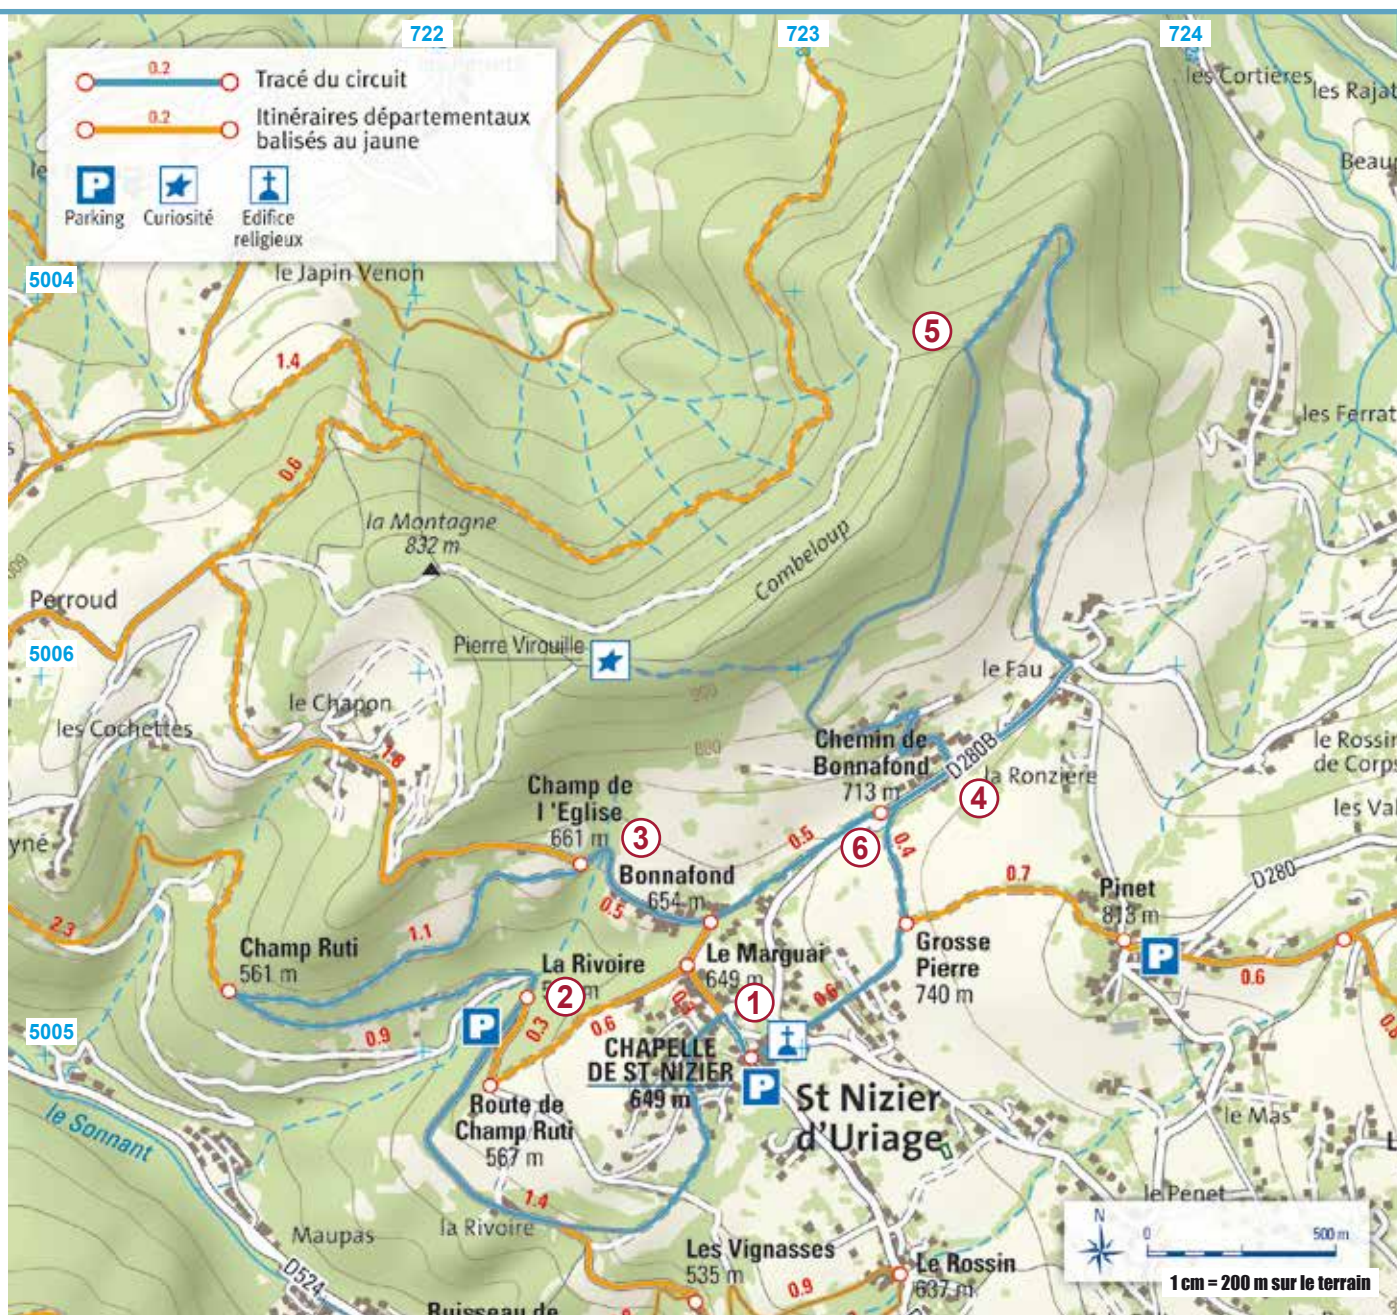 722
723
724
0.2
Tracé du circuit
0.2
Itinéraires départementaux
balisés au jaune
P
P
P
P
Parking
Curiosité
Edifice
religieux
les Cortières
les Rajat
Beau
5004
le Japin Venon
1.4
5
les Ferrat
0.6
la Montagne
832 m
Combeloup
Perroud
5006
Pierre Virouille
le Fau
le Chapon
les Cochettes
1.6
880
Chemin de
Bonnafond
713 m
D280B
la Ronzière
4
le Rossin
de Corps
les Val
Champ de
l 'Eglise
661 m
3
0.5
6
0.4
yné
Bonnafond
654 m
0.5
0.7
Pinet
813 m
D280
2.3
1.1
Champ Ruti
561 m
La Rivoire
m
2
Le Marguai
649 m
1
Grosse
Pierre
740 m
0.6
0.6
0.6
0.3
0.9
5005
CHAPELLE
DE ST-NIZIER
649 m
St Nizier
d'Uriage
Route de
Champ Ruti
567 m
le Sonnant
le Mas
1.4
la Rivoire
Maupas
D524
le Penet
Les Vignasses
535 m
0.9
Le Rossin
637 m
Ruisseau de
N
0
500 m
1 cm = 200 m sur le terrain